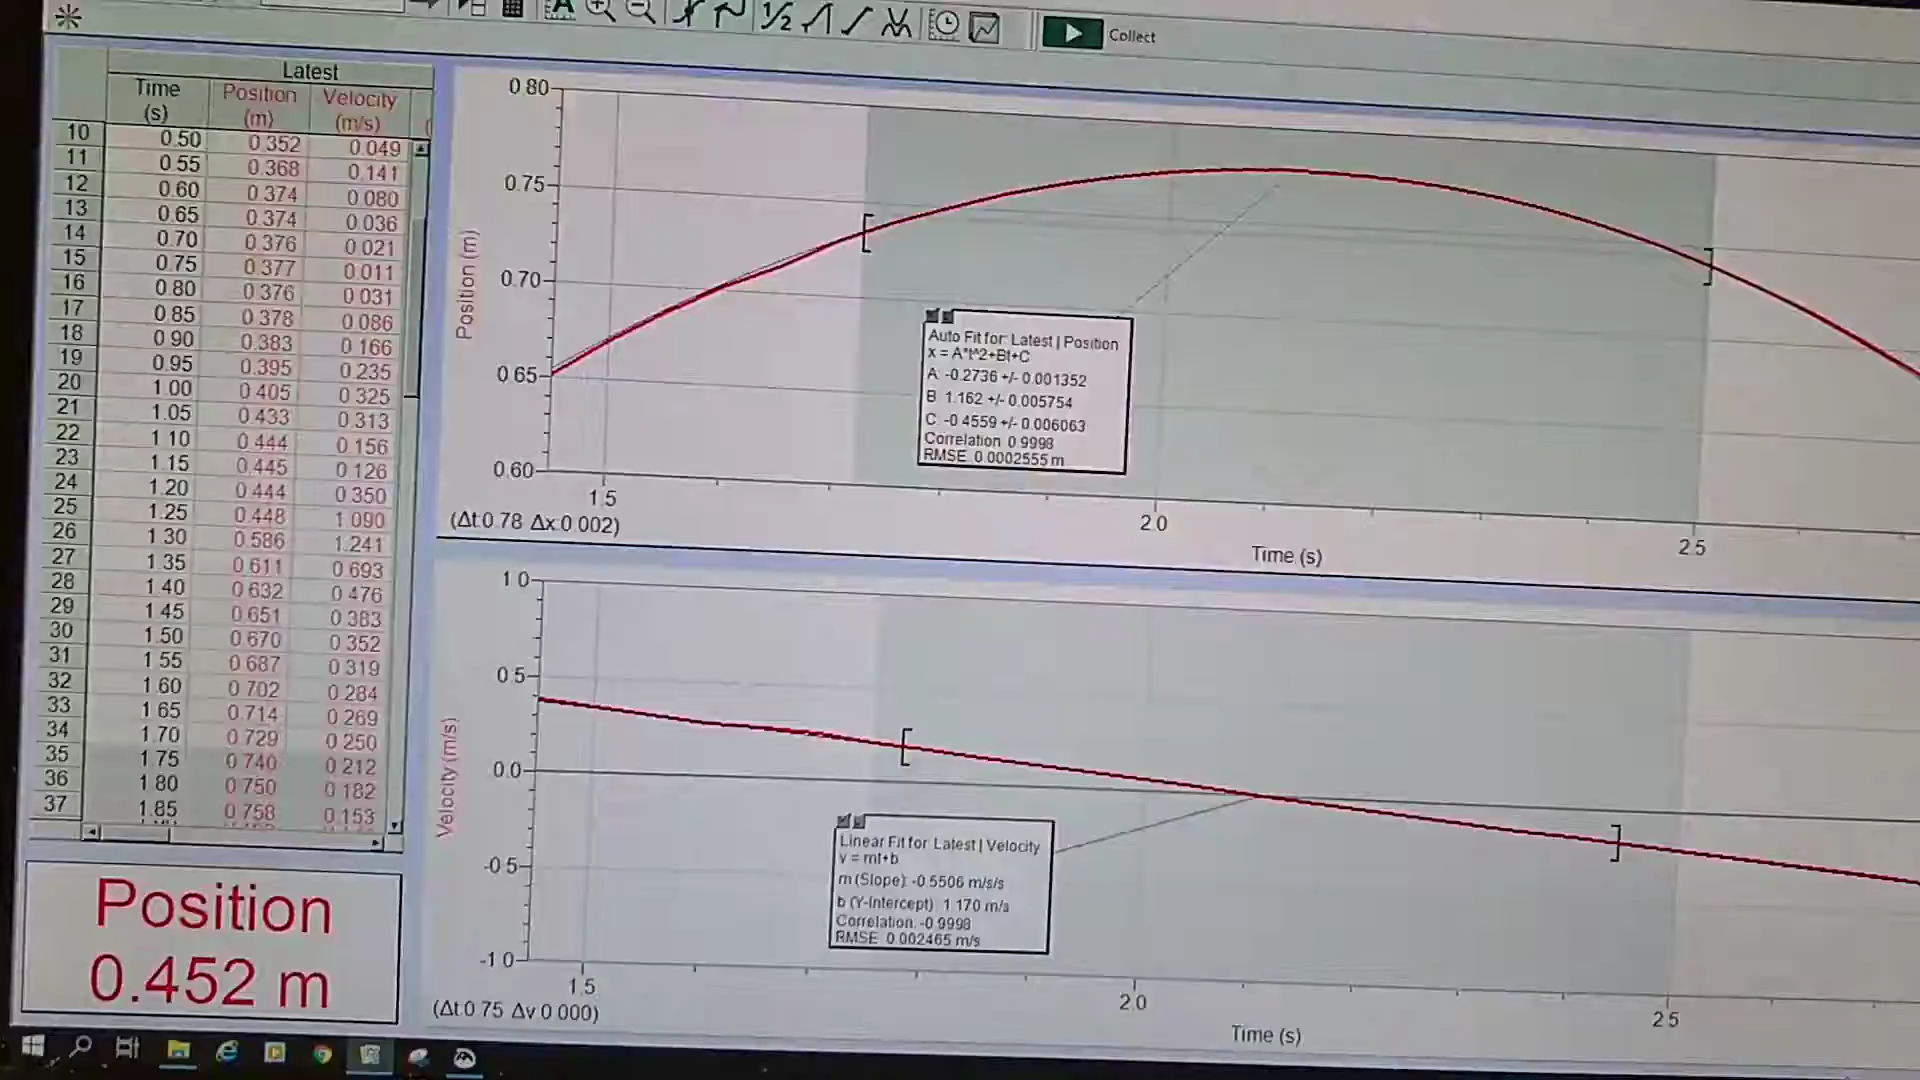 Collect
Latest
Time Position Velocity
(s) (m) (m/s)
10 0.50 0.352 0.049
11 0.55 0.368 0.141
12 0.60 0.374 0.080
13 0.65 0.374 0.036
14 0.70 0.376 0.021
15 0.75 0.377 0.011
16 0.80 0.376 0.031
17 0.85 0.378 0.086
18 0.90 0.383 0.166
19 0.95 0.395 0.235
20 1.00 0.405 0.325
21 1.05 0.433 0.313
22 1.10 0.444 0.156
23 1.15 0.445 0.126
24 1.20 0.444 0.350
25 1.25 0.448 1.090
26 1.30 0.586 1.241
27 1.35 0.611 0.693
28 1.40 0.632 0.476
29 1.45 0.651 0.383
30 1.50 0.670 0.352
31 1.55 0.687 0.319
32 1.60 0.702 0.284
33 1.65 0.714 0.269
34 1.70 0.729 0.250
35 1.75 0.740 0.212
36 1.80 0.750 0.182
37 1.85 0.758 0.153
Position
0.452 m
0.80
0.75
0.70
0.65
0.60
Position (m)
1.5
2.0
2.5
(Δt:0.78 Δx:0.002)
Time (s)
Auto Fit for: Latest | Position
x = A*t^2+Bt+C
A: -0.2736 +/- 0.001352
B: 1.162 +/- 0.005754
C: -0.4559 +/- 0.006063
Correlation: 0.9998
RMSE: 0.0002555 m
1.0
0.5
0.0
-0.5
-1.0
Velocity (m/s)
1.5
2.0
2.5
(Δt:0.75 Δv:0.000)
Time (s)
Linear Fit for: Latest | Velocity
v = mt+b
m (Slope): -0.5506 m/s/s
b (Y-Intercept): 1.170 m/s
Correlation: -0.9998
RMSE: 0.002465 m/s